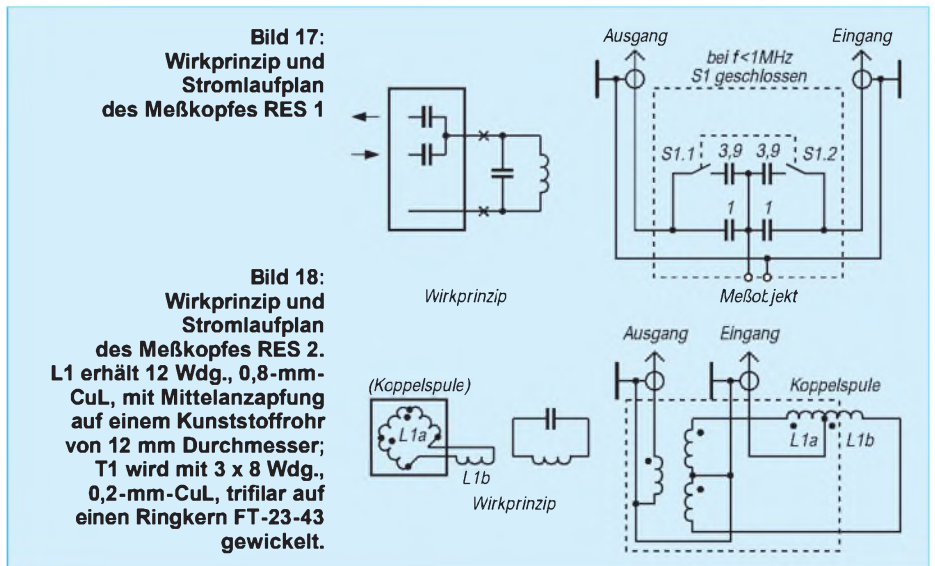 Bild 17:
Wirkprinzip und
Stromlaufplan
des Meßkopfes RES 1
Wirkprinzip
Ausgang
Eingang
bei f<1MHz
S1 geschlossen
S1.1
3,9
3,9
S1.2
1
1
Meßot jekt
Bild 18:
Wirkprinzip und
Stromlaufplan
des Meßkopfes RES 2.
L1 erhält 12 Wdg., 0,8-mm-
CuL, mit Mittelanzapfung
auf einem Kunststoffrohr
von 12 mm Durchmesser;
T1 wird mit 3 x 8 Wdg.,
0,2-mm-CuL, trifilar auf
einen Ringkern FT-23-43
gewickelt.
(Koppelspule)
L1a
L1b
Wirkprinzip
Ausgang
Eingang
Koppelspule
L1a
L1b